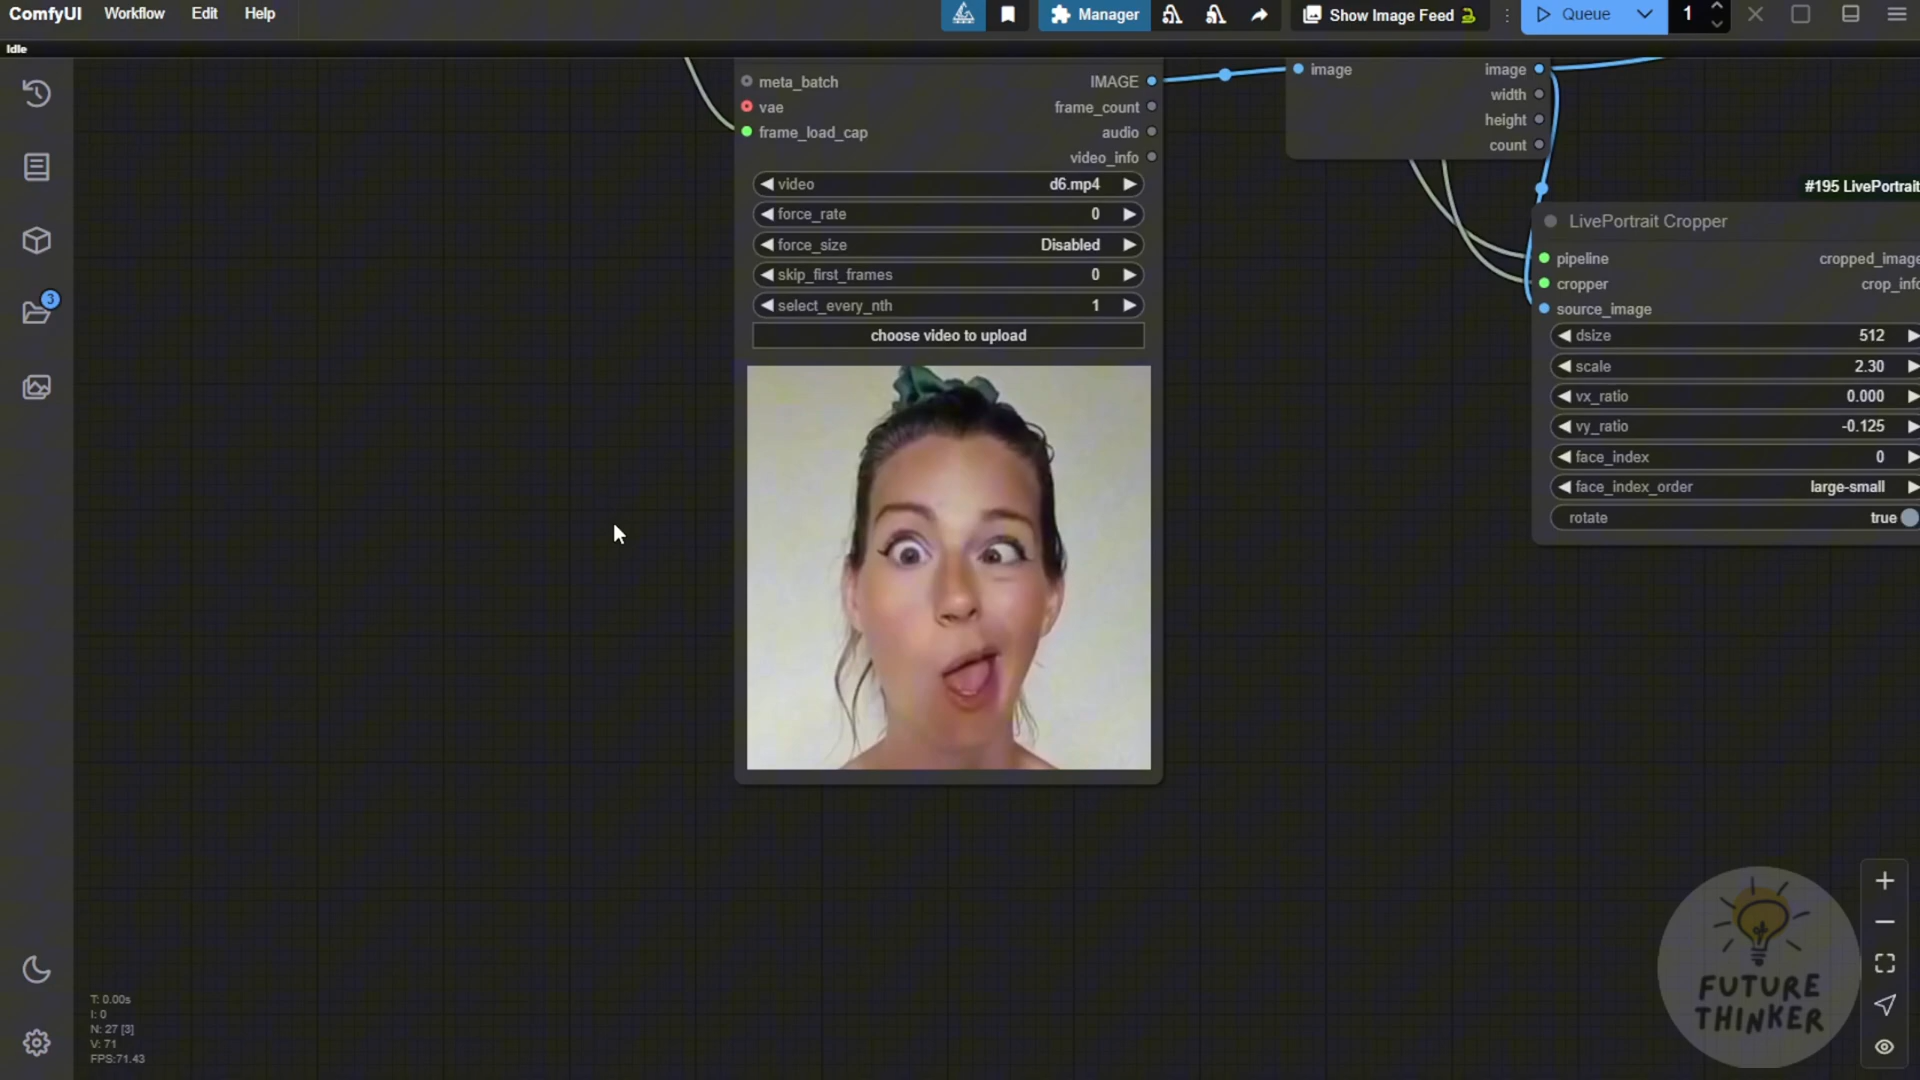 ComfyUI
Workflow
Edit
Help
Manager
Show Image Feed
Queue
1
Idle
meta_batch
IMAGE
vae
frame_count
frame_load_cap
audio
video_info
video
d6.mp4
force_rate
0
force_size
Disabled
skip_first_frames
0
select_every_nth
1
choose video to upload
image
image
width
height
count
#195 LivePortrait
LivePortrait Cropper
pipeline
cropped_image
cropper
crop_info
source_image
dsize
512
scale
2.30
vx_ratio
0.000
vy_ratio
-0.125
face_index
0
face_index_order
large-small
rotate
true
3
T: 0.00s
I: 0
N: 27 [3]
V: 71
FPS:71.43
FUTURE
THINKER